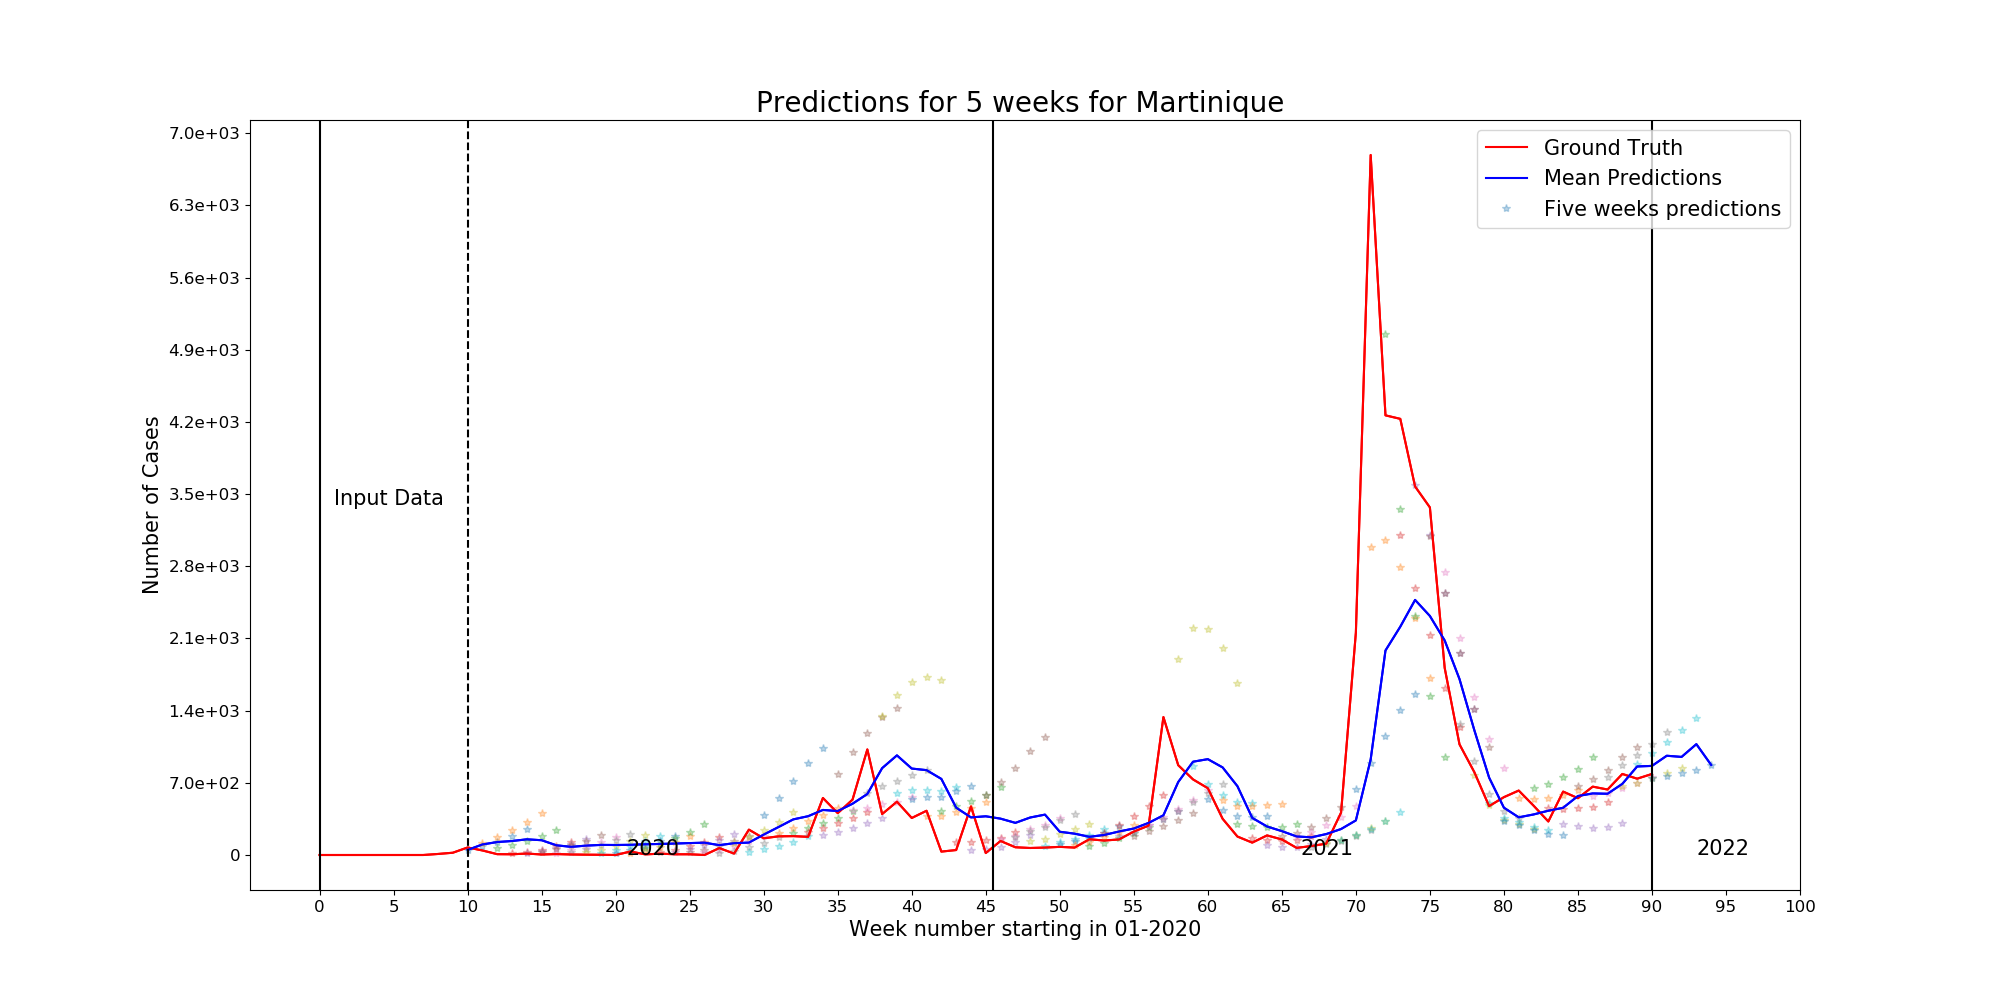 Predictions for 5 weeks for Martinique
7.0e+03
6.3e+03
5.6e+03
4.9e+03
4.2e+03
3.5e+03
2.8e+03
2.1e+03
1.4e+03
7.0e+02
0
Number of Cases
Input Data
Ground Truth
Mean Predictions
Five weeks predictions
2020
2021
2022
0 5 10 15 20 25 30 35 40 45 50 55 60 65 70 75 80 85 90 95 100
Week number starting in 01-2020